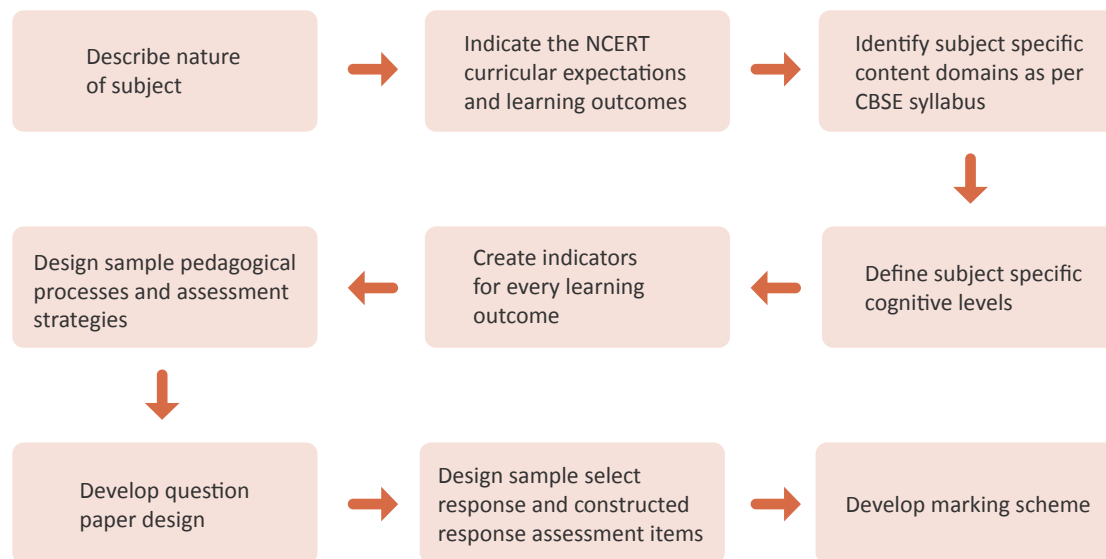 Describe nature
of subject
Indicate the NCERT
curricular expectations
and learning outcomes
Identify subject specific
content domains as per
CBSE syllabus
Define subject specific
cognitive levels
Create indicators
for every learning
outcome
Design sample pedagogical
processes and assessment
strategies
Develop question
paper design
Design sample select
response and constructed
response assessment items
Develop marking scheme